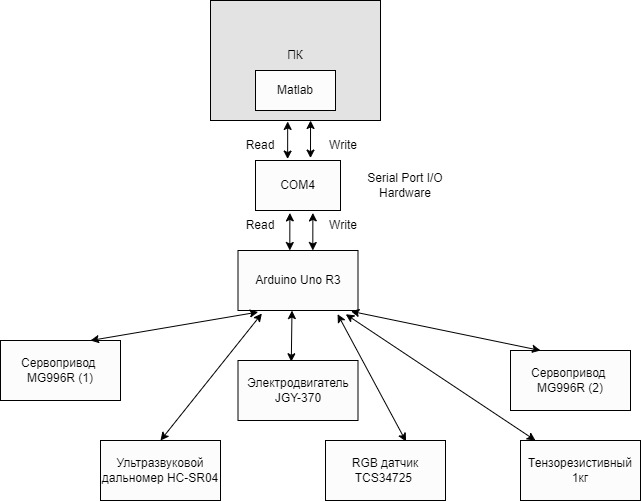 ПК
Matlab
Read
Write
COM4
Serial Port I/O
Hardware
Read
Write
Arduino Uno R3
Сервопривод
MG996R (1)
Электродвигатель
JGY-370
Сервопривод
MG996R (2)
Ультразвуковой
дальномер HC-SR04
RGB датчик
TCS34725
Тензорезистивный
1кг